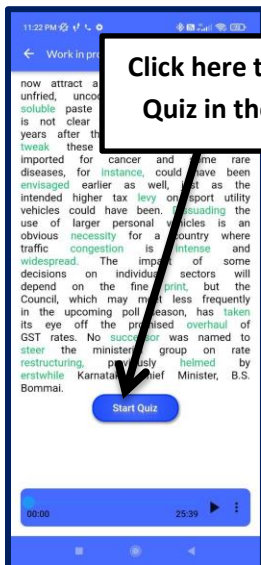 11:22 PM
Work in pro
Click here t
Quiz in the
now attract a
unfried, unco
soluble paste
is not clear
years after th
tweak these
imported for cancer and some rare
diseases, for instance, could have been
envisaged earlier as well, just as the
intended higher tax levy on sport utility
vehicles could have been. Dissuading the
use of larger personal vehicles is an
obvious necessity for a country where
traffic congestion is intense and
widespread. The impact of some
decisions on individual sectors will
depend on the fine print, but the
Council, which may meet less frequently
in the upcoming poll season, has taken
its eye off the promised overhaul of
GST rates. No successor was named to
steer the ministerial group on rate
restructuring, previously helmed by
erstwhile Karnataka Chief Minister, B.S.
Bommai.
Start Quiz
00:00
25:39